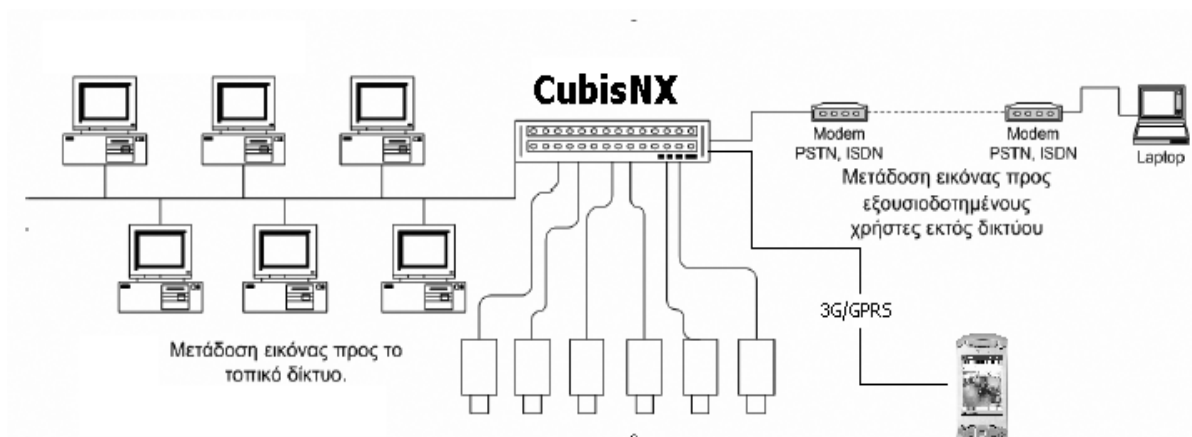 CubisNX
Modem
PSTN, ISDN
Modem
PSTN, ISDN
Laptop
Μετάδοση εικόνας προς
εξουσιοδοτημένους
χρήστες εκτός δικτύου
3G/GPRS
Μετάδοση εικόνας προς το
τοπικό δίκτυο.